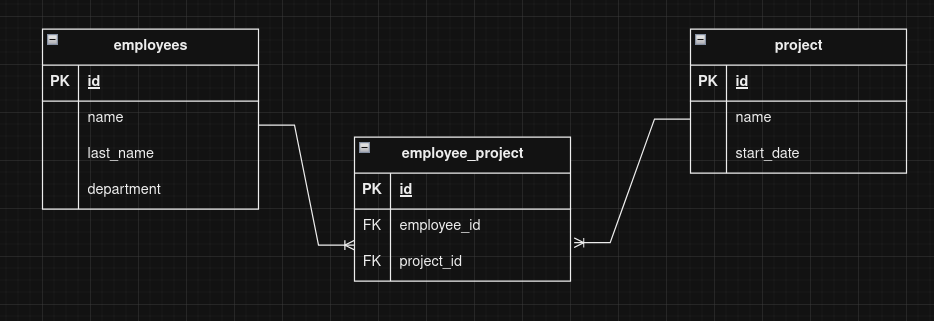 employees
PK id
name
last_name
department
employee_project
PK id
FK employee_id
FK project_id
project
PK id
name
start_date